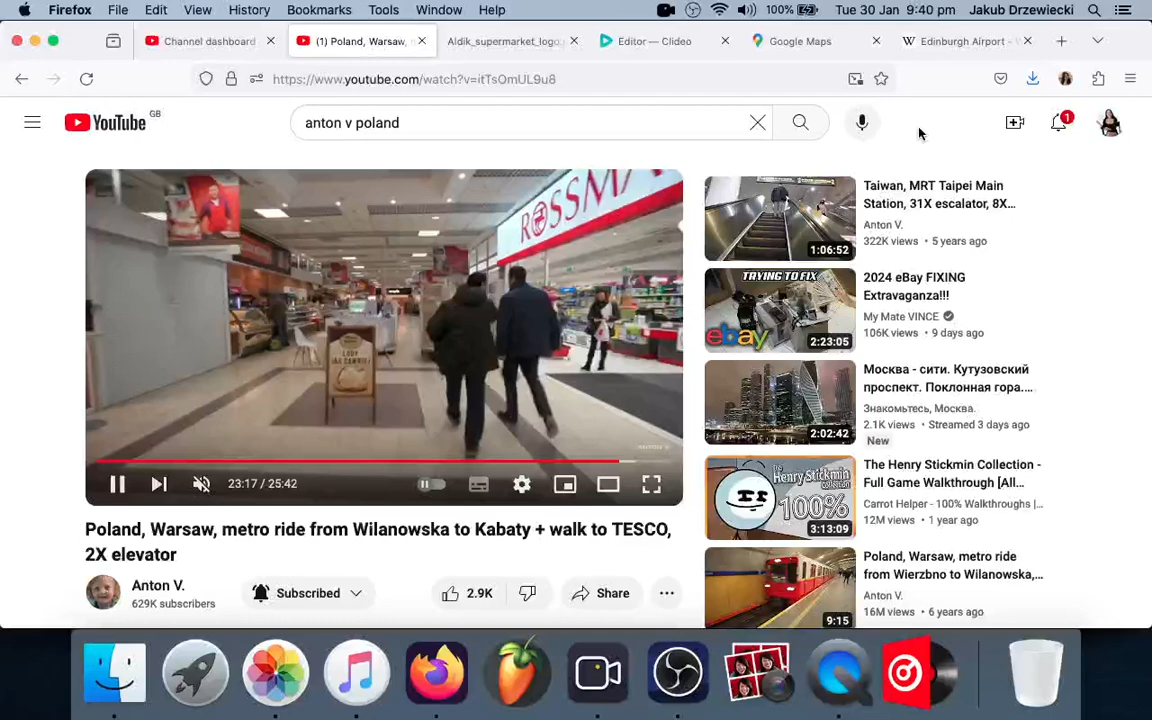 Firefox File Edit View History Bookmarks Tools Window Help 100% Tue 30 Jan 9:40 pm Jakub Drzewiecki
Channel dashboard (1) Poland, Warsaw, Aldik_supermarket_logo. Editor — Clideo Google Maps Edinburgh Airport - W
https://www.youtube.com/watch?v=itTsOmUL9u8
YouTube GB
anton v poland
1
ROSSMA
23:17 / 25:42
Poland, Warsaw, metro ride from Wilanowska to Kabaty + walk to TESCO,
2X elevator
Anton V.
629K subscribers
Subscribed
2.9K
Share
Taiwan, MRT Taipei Main
Station, 31X escalator, 8X...
Anton V.
322K views • 5 years ago
1:06:52
TRYING TO FIX
ebay
2:23:05
2024 eBay FIXING
Extravaganza!!!
My Mate VINCE
106K views • 9 days ago
2:02:42
Москва - сити. Кутузовский
проспект. Поклонная гора....
Знакомьтесь, Москва.
2.1K views • Streamed 3 days ago
New
The Henry Stickmin Collection
100%
3:13:09
The Henry Stickmin Collection -
Full Game Walkthrough [All...
Carrot Helper - 100% Walkthroughs |...
12M views • 1 year ago
9:15
Poland, Warsaw, metro ride
from Wierzbno to Wilanowska,...
Anton V.
16M views • 6 years ago